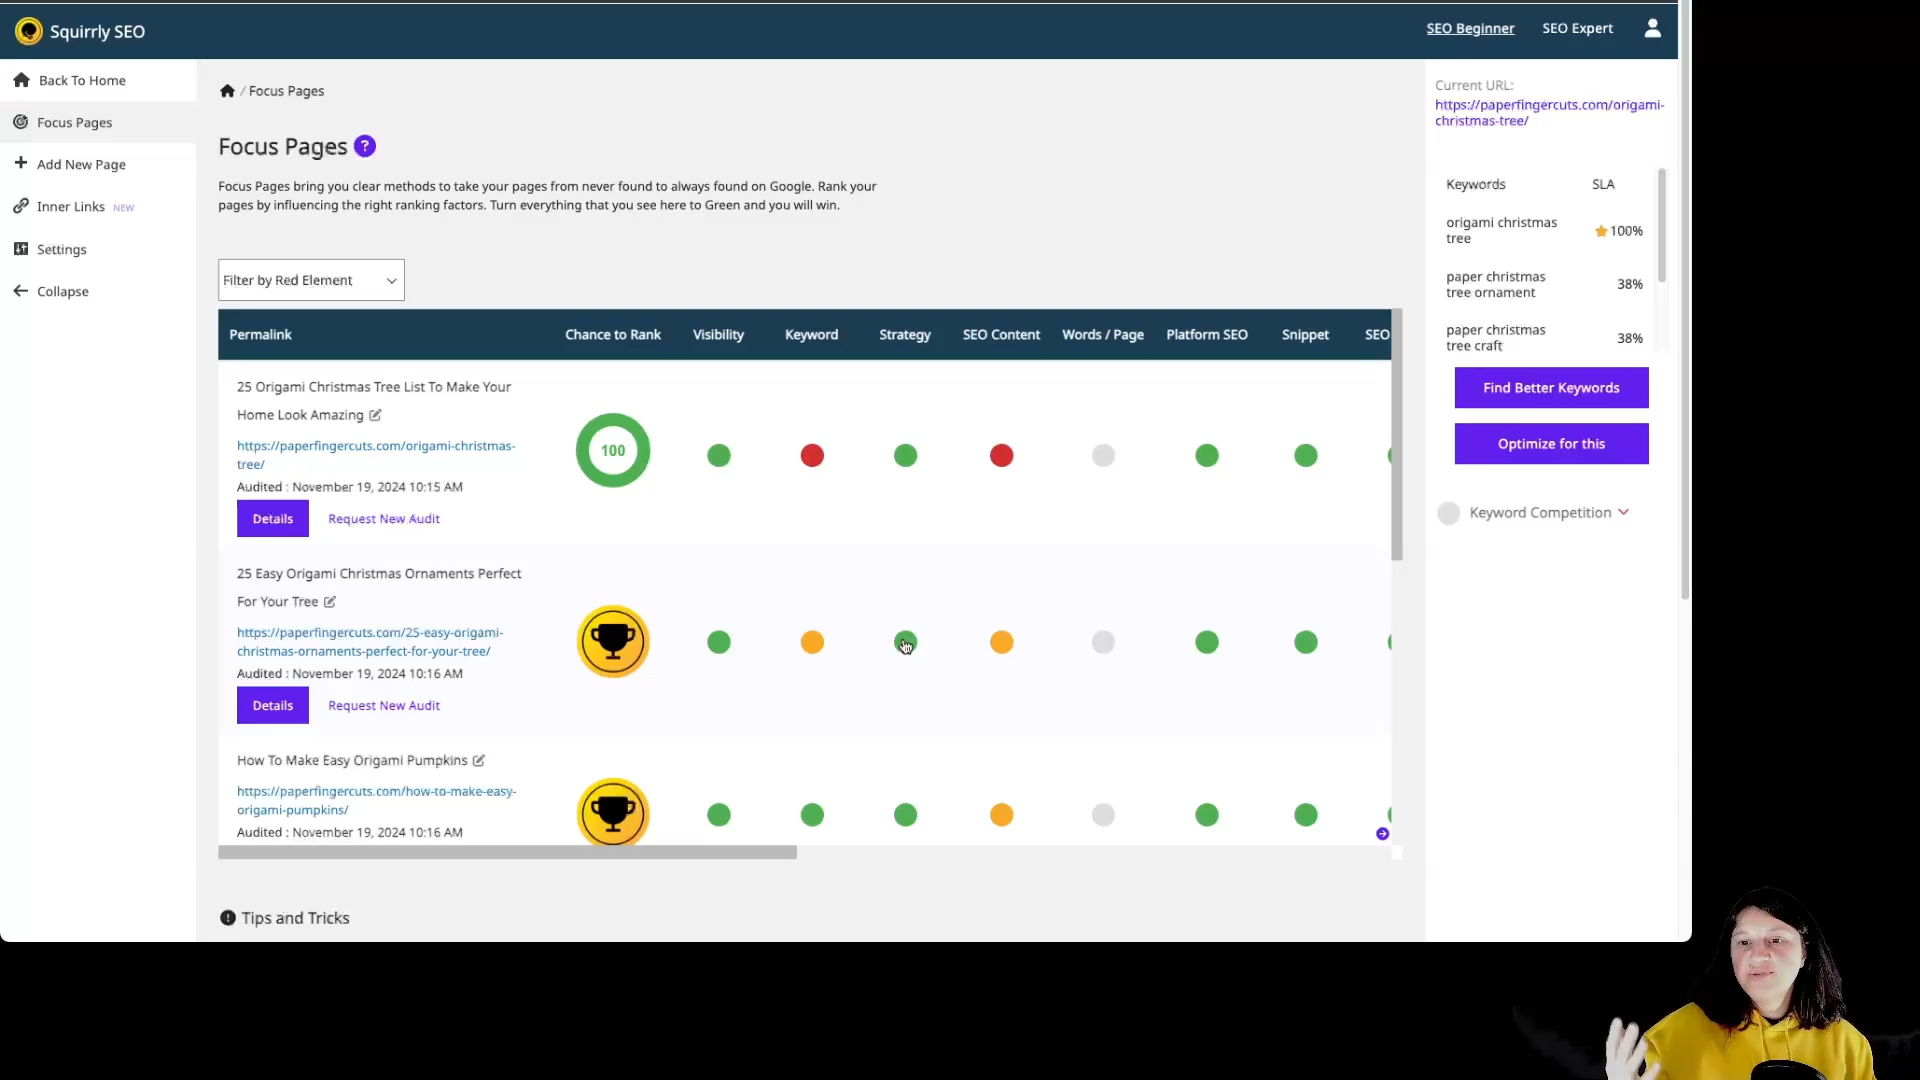 Squirrly SEO
SEO Beginner
SEO Expert
Back To Home
Focus Pages
Add New Page
Inner Links NEW
Settings
Collapse
/ Focus Pages
Focus Pages ?
Focus Pages bring you clear methods to take your pages from never found to always found on Google. Rank your
pages by influencing the right ranking factors. Turn everything that you see here to Green and you will win.
Filter by Red Element
Permalink Chance to Rank Visibility Keyword Strategy SEO Content Words / Page Platform SEO Snippet SEO
25 Origami Christmas Tree List To Make Your
Home Look Amazing
https://paperfingercuts.com/origami-christmas-
tree/
Audited : November 19, 2024 10:15 AM
Details Request New Audit
100
25 Easy Origami Christmas Ornaments Perfect
For Your Tree
https://paperfingercuts.com/25-easy-origami-
christmas-ornaments-perfect-for-your-tree/
Audited : November 19, 2024 10:16 AM
Details Request New Audit
How To Make Easy Origami Pumpkins
https://paperfingercuts.com/how-to-make-easy-
origami-pumpkins/
Audited : November 19, 2024 10:16 AM
Tips and Tricks
Current URL:
https://paperfingercuts.com/origami-
christmas-tree/
Keywords SLA
origami christmas
tree
100%
paper christmas
tree ornament
38%
paper christmas
tree craft
38%
Find Better Keywords
Optimize for this
Keyword Competition